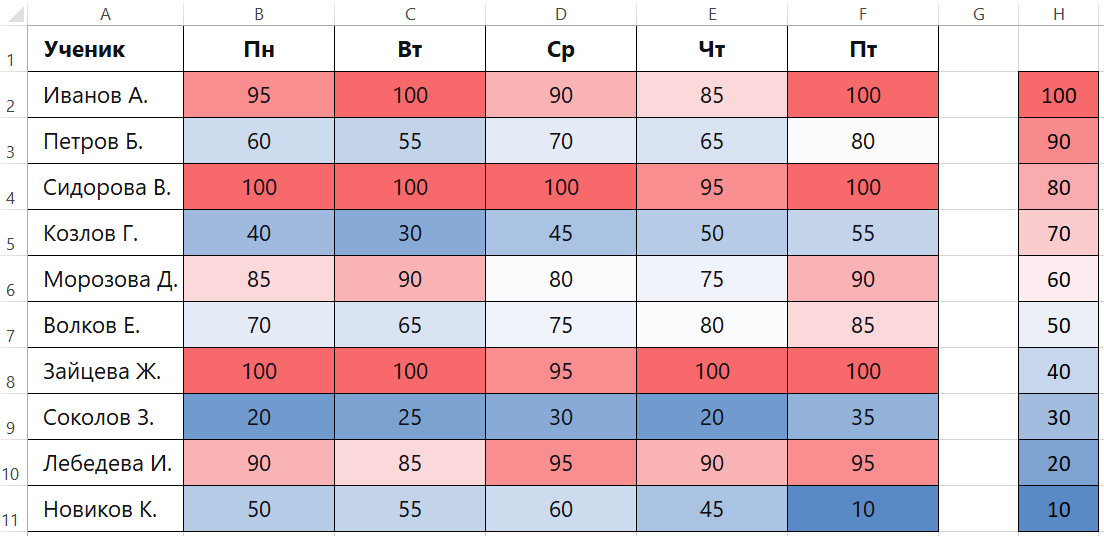 A B C D E F G H
1 Ученик Пн Вт Ср Чт Пт
2 Иванов А. 95 100 90 85 100 100
3 Петров Б. 60 55 70 65 80 90
4 Сидорова В. 100 100 100 95 100 80
5 Козлов Г. 40 30 45 50 55 70
6 Морозова Д. 85 90 80 75 90 60
7 Волков Е. 70 65 75 80 85 50
8 Зайцева Ж. 100 100 95 100 100 40
9 Соколов З. 20 25 30 20 35 30
10 Лебедева И. 90 85 95 90 95 20
11 Новиков К. 50 55 60 45 10 10